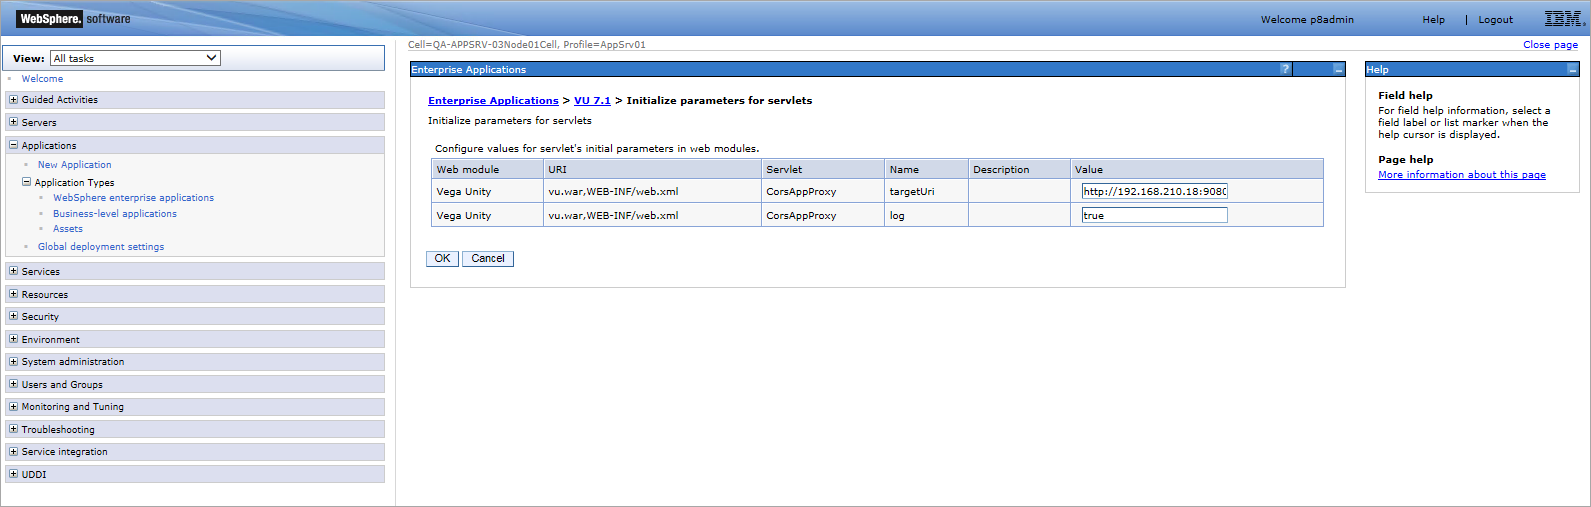 WebSphere. software
Welcome p8admin
Help | Logout
IBM.
View: All tasks
Welcome
Guided Activities
Servers
Applications
New Application
Application Types
WebSphere enterprise applications
Business-level applications
Assets
Global deployment settings
Services
Resources
Security
Environment
System administration
Users and Groups
Monitoring and Tuning
Troubleshooting
Service integration
UDDI
Cell=QA-APPSRV-03Node01Cell, Profile=AppSrv01
Close page
Enterprise Applications
?
Enterprise Applications > VU 7.1 > Initialize parameters for servlets
Initialize parameters for servlets
Configure values for servlet's initial parameters in web modules.
Web module URI Servlet Name Description Value
Vega Unity vu.war,WEB-INF/web.xml CorsAppProxy targetUri http://192.168.210.18:9080
Vega Unity vu.war,WEB-INF/web.xml CorsAppProxy log true
OK Cancel
Help
Field help
For field help information, select a
field label or list marker when the
help cursor is displayed.
Page help
More information about this page